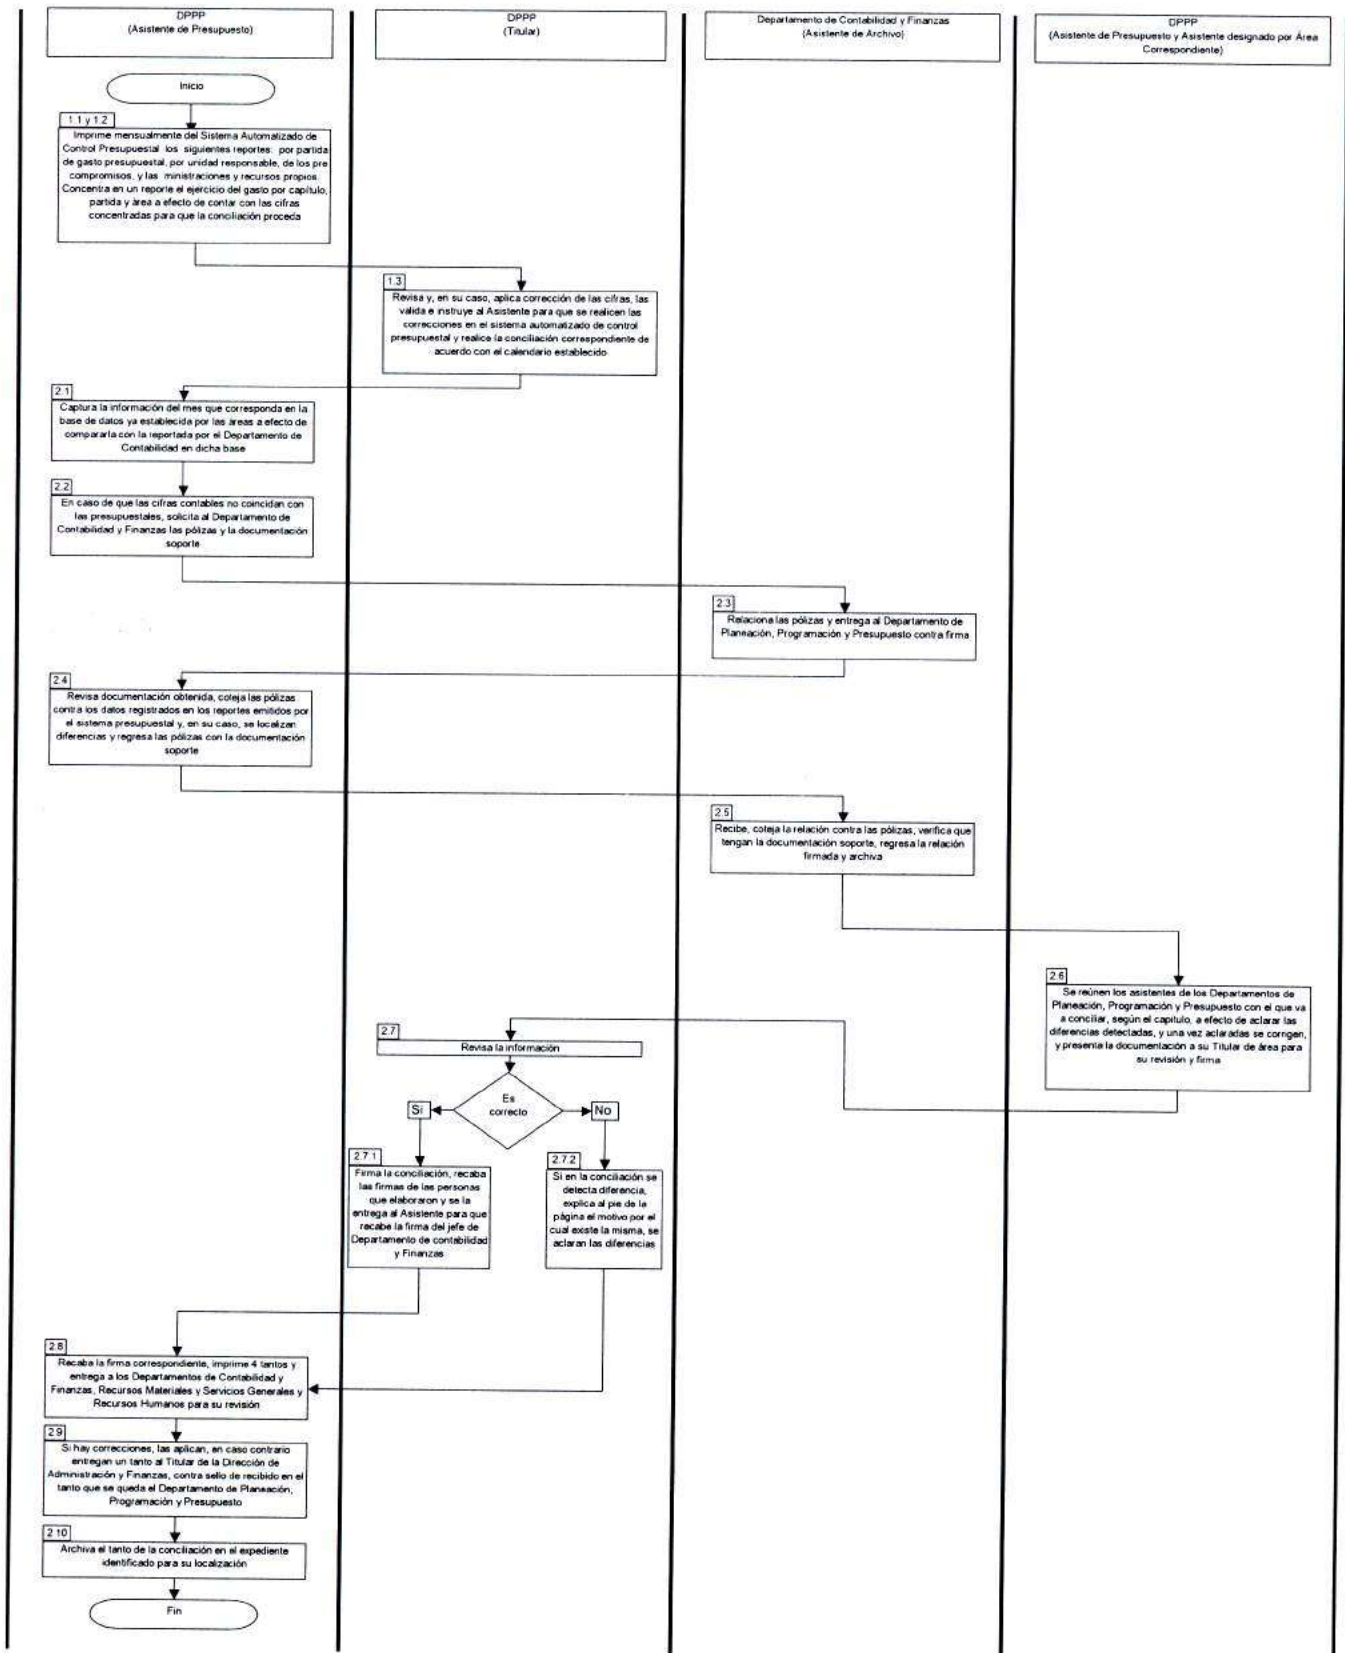 DPPP
(Asistente de Presupuesto)
DPPP
(Titular)
Departamento de Contabilidad y Finanzas
(Asistente de Archivo)
DPPP
(Asistente de Presupuesto y Asistente designado por Área
Correspondiente)
Inicio
1.1 y 1.2
Imprime mensualmente del Sistema Automatizado de
Control Presupuestal los siguientes reportes: por partida
de gasto presupuestal, por unidad responsable, de los pre
compromisos, y las ministraciones y recursos propios.
Concentra en un reporte el ejercicio del gasto por capítulo,
partida y área a efecto de contar con las cifras
concentradas para que la conciliación proceda
1.3
Revisa y, en su caso, aplica corrección de las cifras, las
valida e instruye al Asistente para que se realicen las
correcciones en el sistema automatizado de control
presupuestal y realice la conciliación correspondiente de
acuerdo con el calendario establecido
2.1
Captura la información del mes que corresponda en la
base de datos ya establecida por las áreas a efecto de
compararla con la reportada por el Departamento de
Contabilidad en dicha base
2.2
En caso de que las cifras contables no coincidan con
las presupuestales, solicita al Departamento de
Contabilidad y Finanzas las pólizas y la documentación
soporte
2.3
Relaciona las pólizas y entrega al Departamento de
Planeación, Programación y Presupuesto contra firma
2.4
Revisa documentación obtenida, coteja las pólizas
contra los datos registrados en los reportes emitidos por
el sistema presupuestal y, en su caso, se localizan
diferencias y regresa las pólizas con la documentación
soporte
2.5
Recibe, coteja la relación contra las pólizas, verifica que
tengan la documentación soporte, regresa la relación
firmada y archiva
2.6
Se reúnen los asistentes de los Departamentos de
Planeación, Programación y Presupuesto con el que va
a conciliar, según el capítulo, a efecto de aclarar las
diferencias detectadas, y una vez aclaradas se corrigen,
y presenta la documentación a su Titular de área para
su revisión y firma
2.7
Revisa la información
Es
correcto
Si
No
2.7.1
Firma la conciliación, recaba
las firmas de las personas
que elaboraron y se la
entrega al Asistente para que
recabe la firma del jefe de
Departamento de contabilidad
y Finanzas
2.7.2
Si en la conciliación se
detecta diferencia,
explica al pie de la
página el motivo por el
cual existe la misma, se
aclaran las diferencias
2.8
Recaba la firma correspondiente, imprime 4 tantos y
entrega a los Departamentos de Contabilidad y
Finanzas, Recursos Materiales y Servicios Generales y
Recursos Humanos para su revisión
2.9
Si hay correcciones, las aplican, en caso contrario
entregan un tanto al Titular de la Dirección de
Administración y Finanzas, contra sello de recibido en el
tanto que se queda el Departamento de Planeación,
Programación y Presupuesto
2.10
Archiva el tanto de la conciliación en el expediente
identificado para su localización
Fin